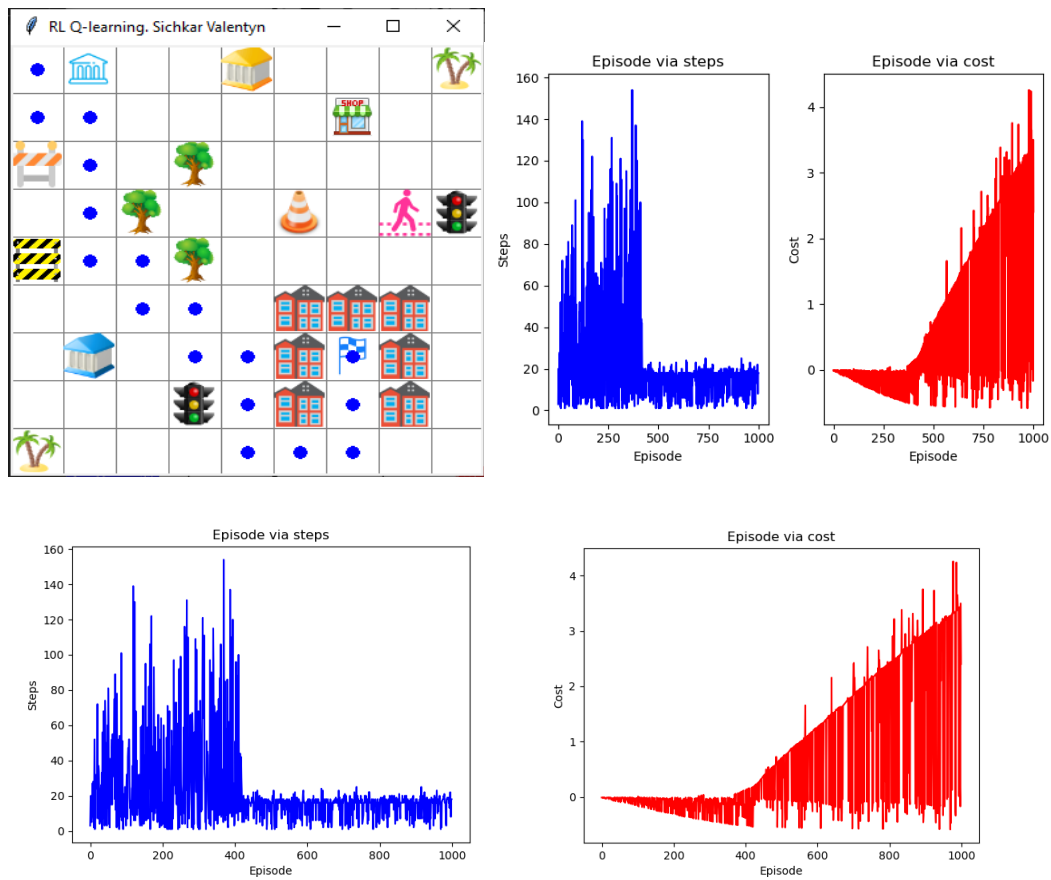 RL Q-learning. Sichkar Valentyn
SHOP
Episode via steps
160
140
120
100
80
60
40
20
0
Steps
0 250 500 750 1000
Episode
Episode via cost
4
3
2
1
0
Cost
0 250 500 750 1000
Episode
Episode via steps
160
140
120
100
80
60
40
20
0
Steps
0 200 400 600 800 1000
Episode
Episode via cost
4
3
2
1
0
Cost
0 200 400 600 800 1000
Episode